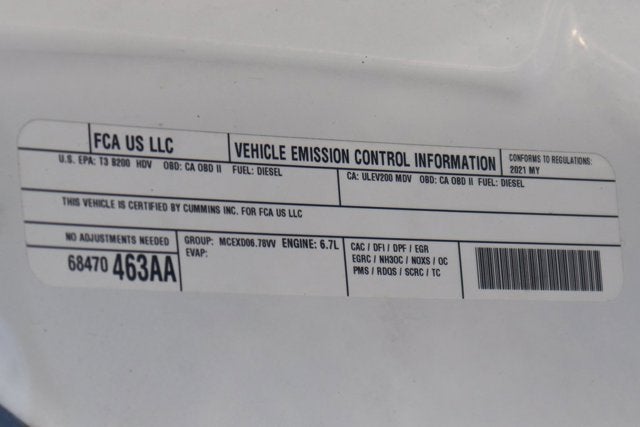 FCA US LLC
VEHICLE EMISSION CONTROL INFORMATION
CONFORMS TO REGULATIONS:
2021 MY
U.S. EPA: T3 B200 HDV OBD: CA OBD II FUEL: DIESEL
CA: ULEV200 MDV OBD: CA OBD II FUEL: DIESEL
THIS VEHICLE IS CERTIFIED BY CUMMINS INC. FOR FCA US LLC
NO ADJUSTMENTS NEEDED
68470 463AA
GROUP: MCEXD06.78VV ENGINE: 6.7L
EVAP:
CAC / DFI / DPF / EGR
EGRC / NH3OC / NOXS / OC
PMS / RDQS / SCRC / TC